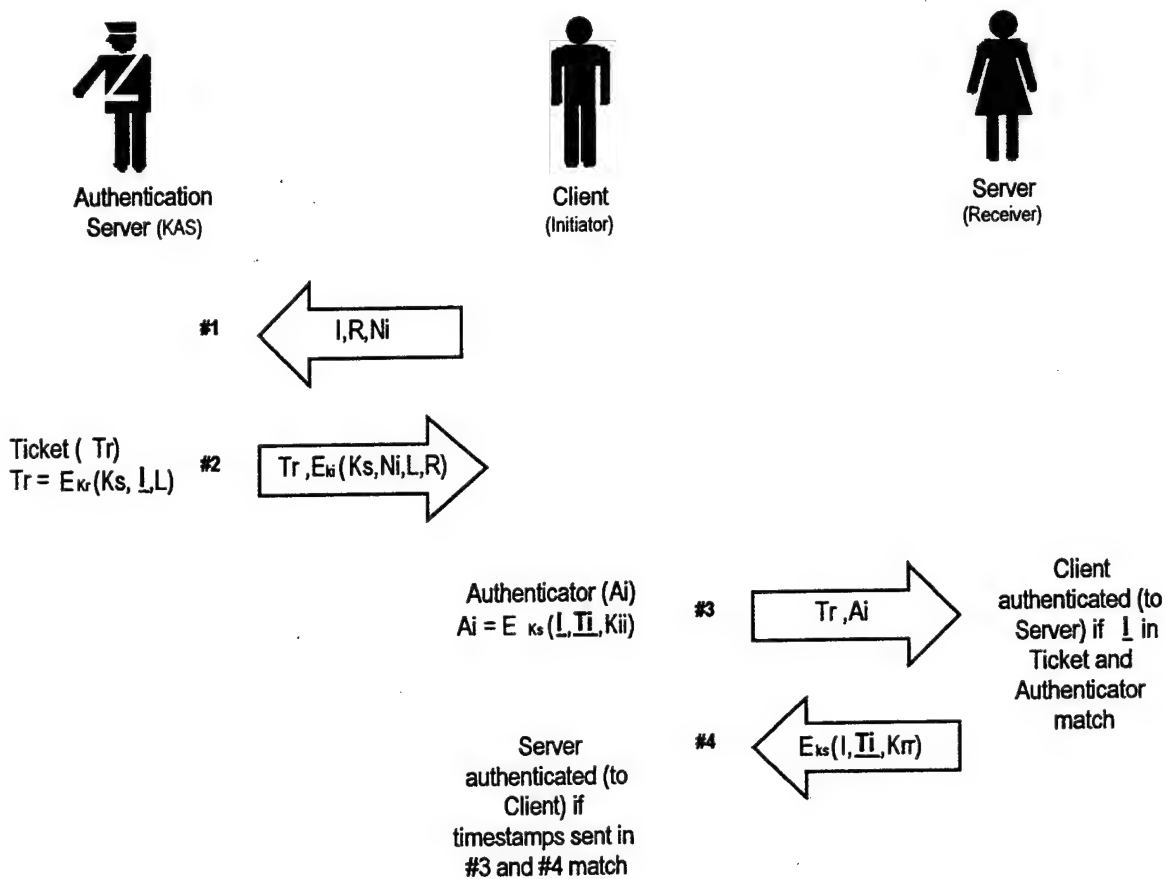 Authentication
Server (KAS)
Client
(Initiator)
Server
(Receiver)
#1
I,R,Ni
Ticket ( Tr)
Tr = EKr(Ks, I,L)
#2
Tr ,Eki(Ks,Ni,L,R)
Authenticator (Ai)
Ai = E Ks(I,Ti,Kii)
#3
Tr ,Ai
Client
authenticated (to
Server) if I in
Ticket and
Authenticator
match
Server
authenticated (to
Client) if
timestamps sent in
#3 and #4 match
#4
Eks(I,Ti,Krr)